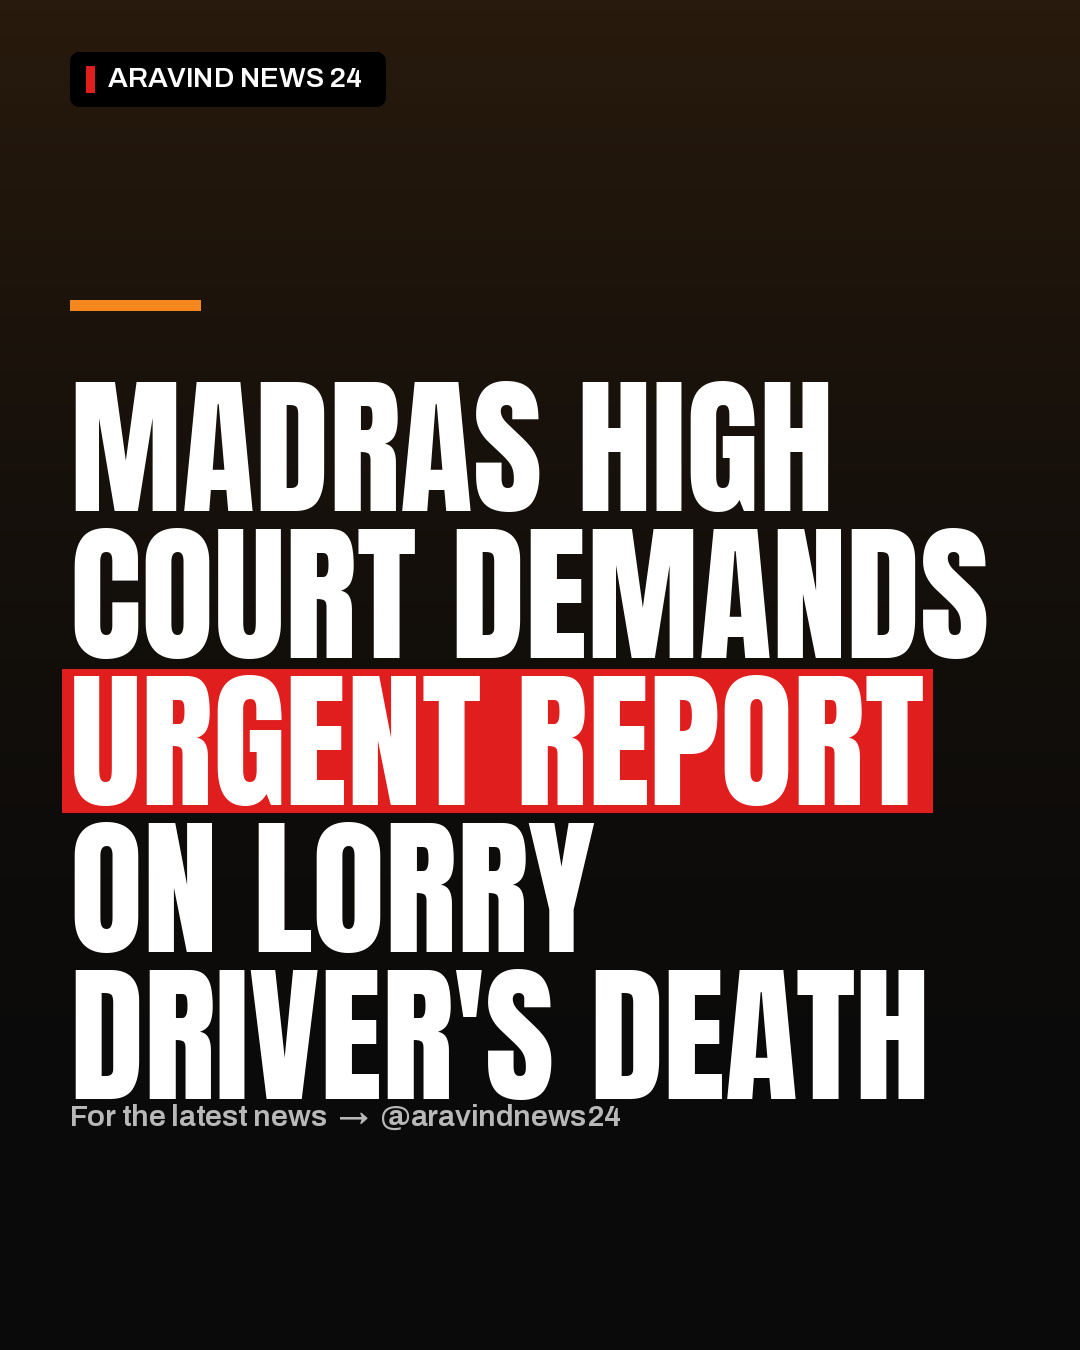 ARAVIND NEWS 24
MADRAS HIGH
COURT DEMANDS
URGENT REPORT
ON LORRY
DRIVER'S DEATH
For the latest news → @aravindnews24